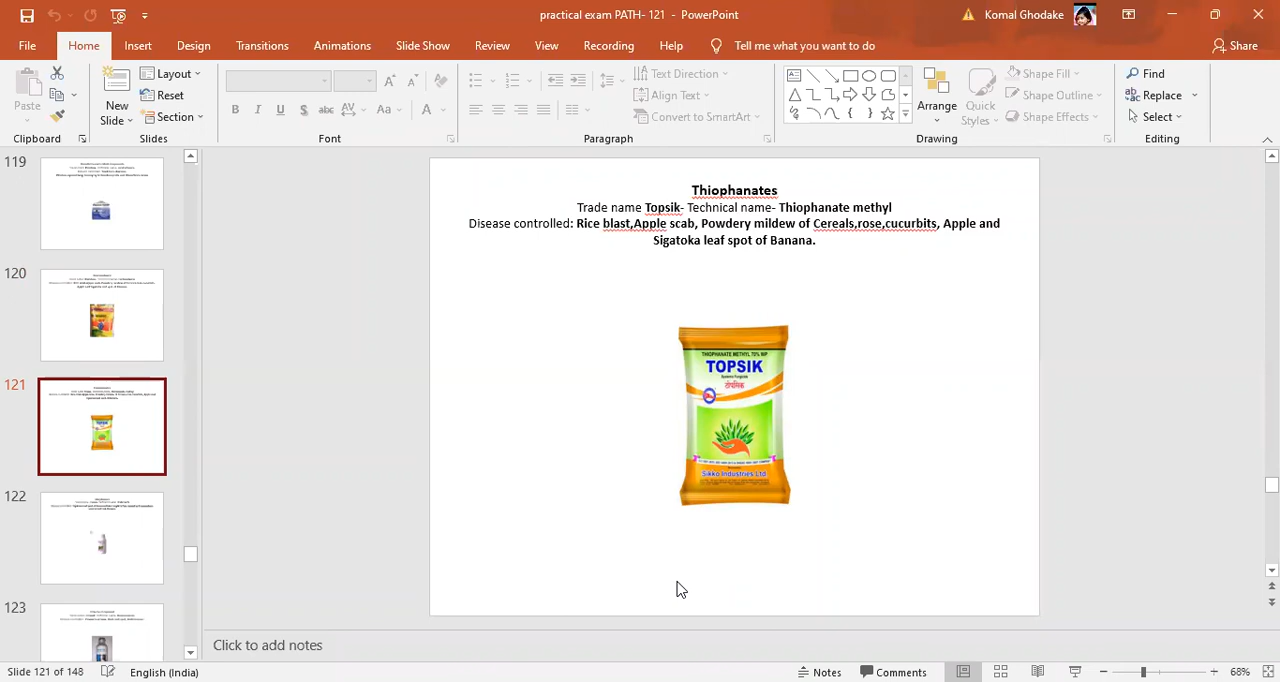 practical exam PATH- 121 - PowerPoint
Komal Ghodake
File Home Insert Design Transitions Animations Slide Show Review View Recording Help Tell me what you want to do Share
Paste
New Slide
Layout
Reset
Section
B I U S abc AV Aa A
Text Direction
Align Text
Convert to SmartArt
Arrange
Quick Styles
Shape Fill
Shape Outline
Shape Effects
Find
Replace
Select
Clipboard Slides Font Paragraph Drawing Editing
119
120
121
122
123
Thiophanates
Trade name Topsik- Technical name- Thiophanate methyl
Disease controlled: Rice blast,Apple scab, Powdery mildew of Cereals,rose,cucurbits, Apple and
Sigatoka leaf spot of Banana.
THIOPHANATE METHYL 70% WP
TOPSIK
टोपसिक
Sikko Industries Ltd.
Click to add notes
Slide 121 of 148 English (India) Notes Comments 68%